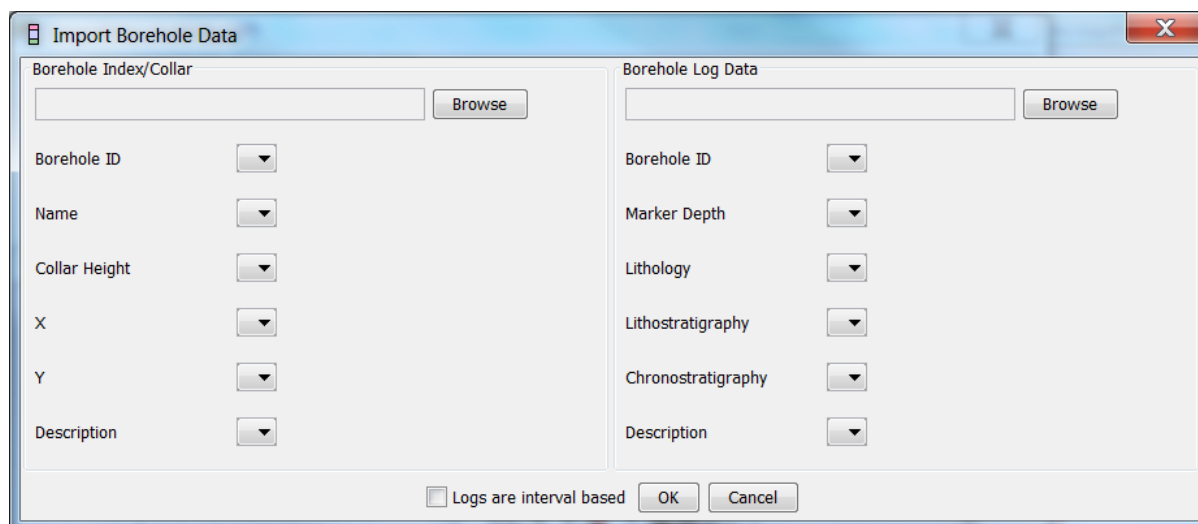 Import Borehole Data
Borehole Index/Collar
Browse
Borehole ID
Name
Collar Height
X
Y
Description
Borehole Log Data
Browse
Borehole ID
Marker Depth
Lithology
Lithostratigraphy
Chronostratigraphy
Description
Logs are interval based OK Cancel